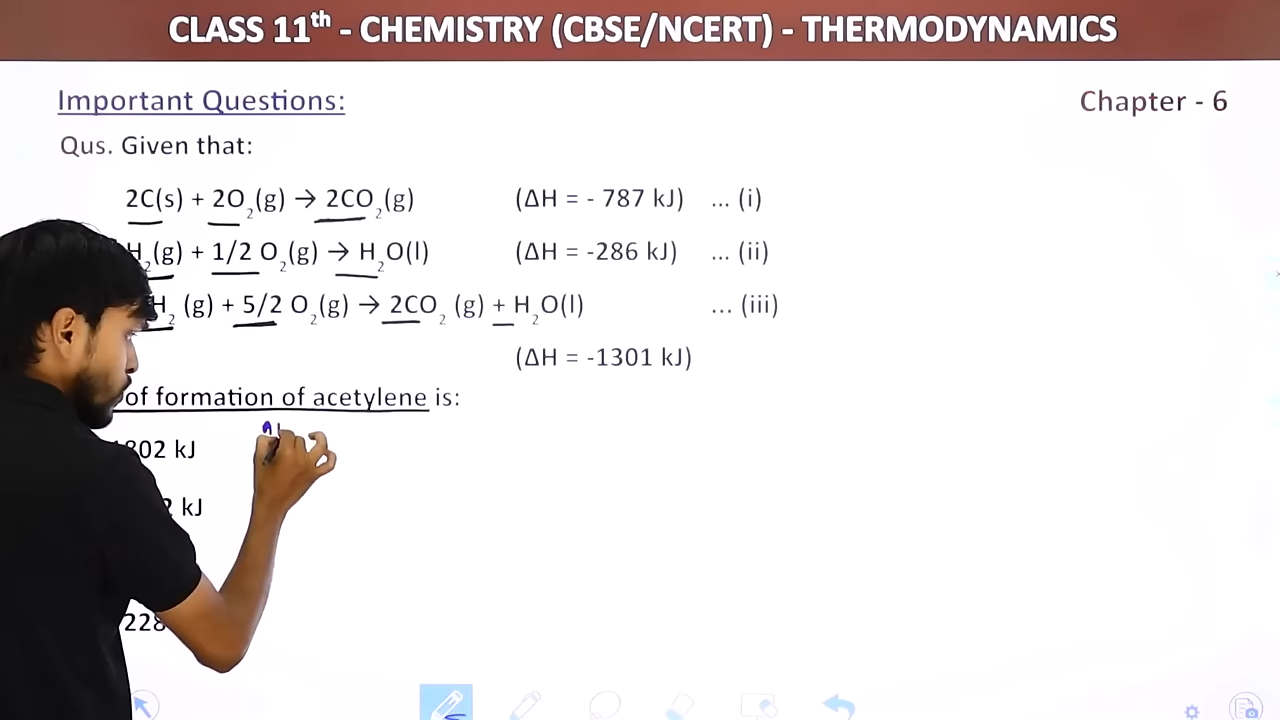 CLASS 11th - CHEMISTRY (CBSE/NCERT) - THERMODYNAMICS
Important Questions:
Chapter - 6
Qus. Given that:
2C(s) + 2O₂(g) → 2CO₂(g) (ΔH = - 787 kJ) ... (i)
H₂(g) + 1/2 O₂(g) → H₂O(l) (ΔH = -286 kJ) ... (ii)
H₂ (g) + 5/2 O₂(g) → 2CO₂ (g) + H₂O(l) ... (iii)
(ΔH = -1301 kJ)
of formation of acetylene is:
kJ
kJ